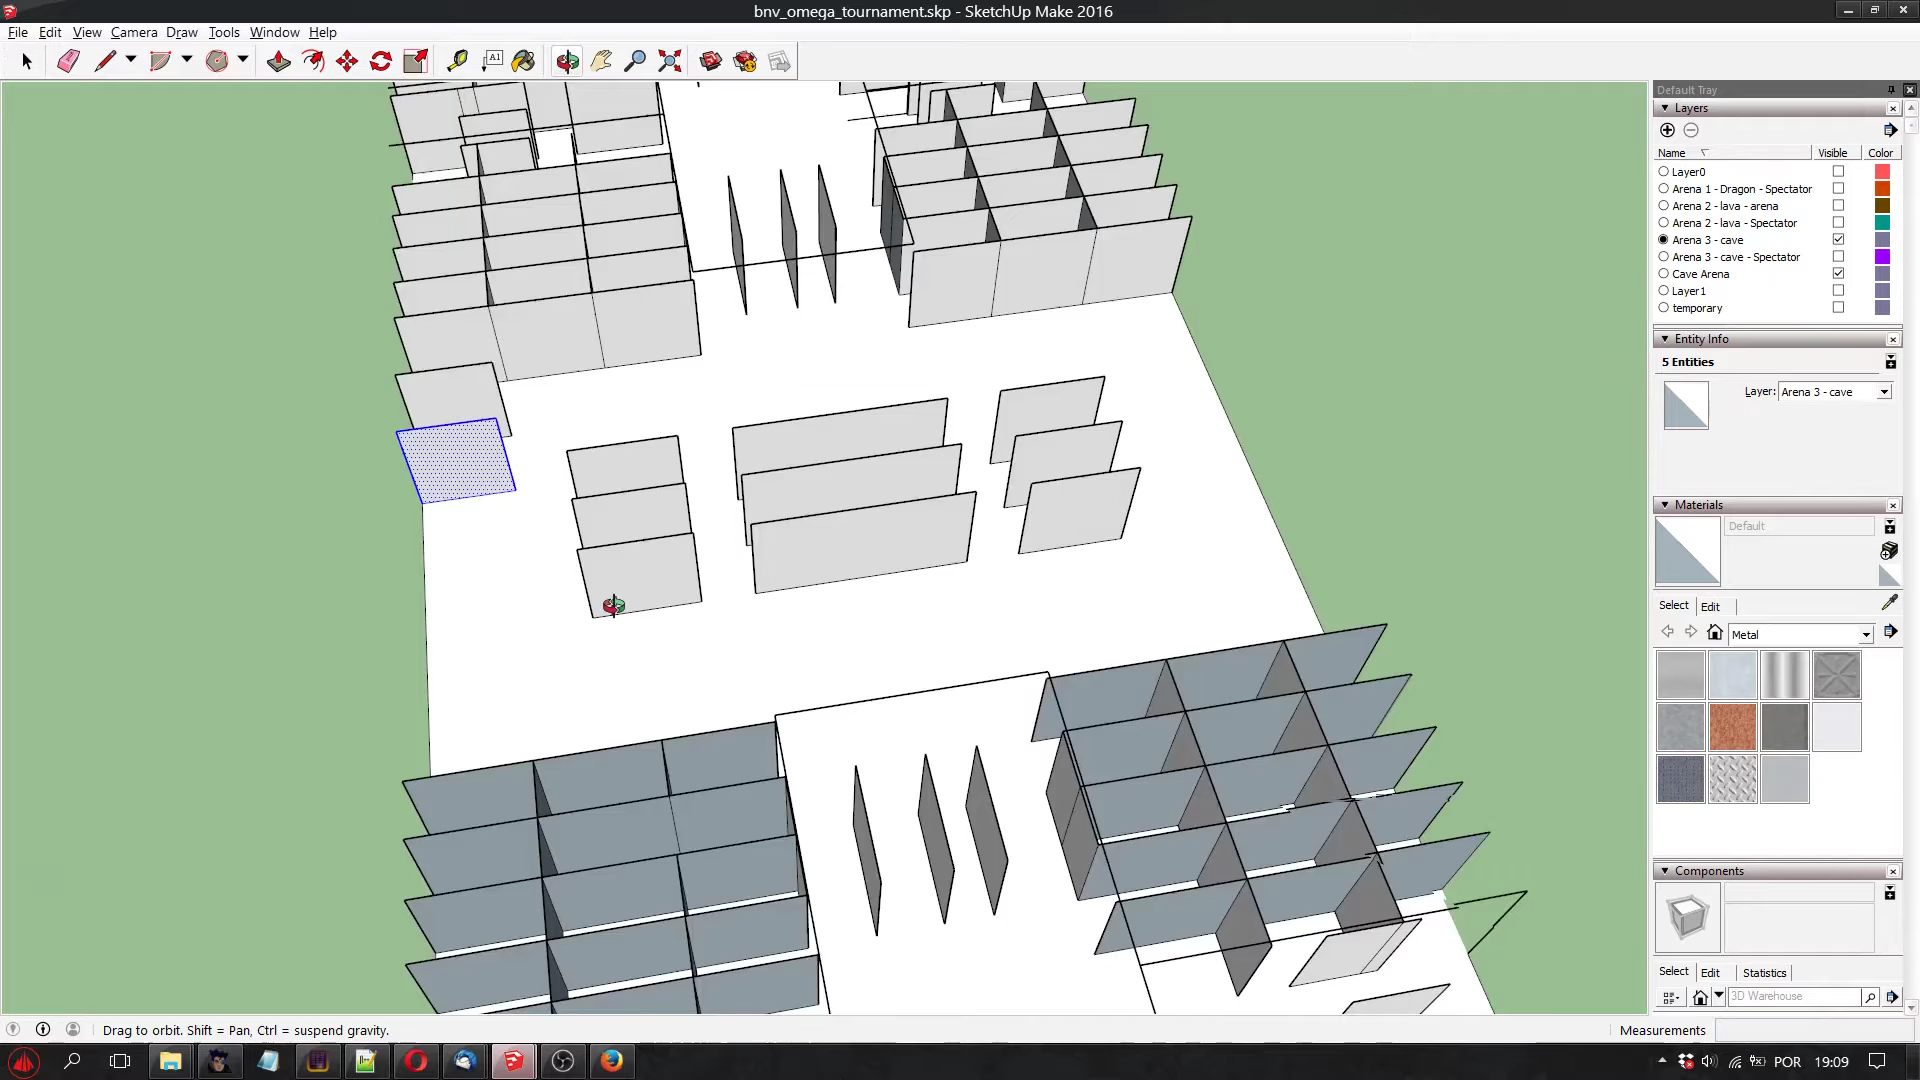 bnv_omega_tournament.skp - SketchUp Make 2016
File Edit View Camera Draw Tools Window Help
A1
Default Tray
Layers
Name Visible Color
Layer0
Arena 1 - Dragon - Spectator
Arena 2 - lava - arena
Arena 2 - lava - Spectator
Arena 3 - cave
Arena 3 - cave - Spectator
Cave Arena
Layer1
temporary
Entity Info
5 Entities
Layer: Arena 3 - cave
Materials
Default
Select Edit
Metal
Components
Select Edit Statistics
3D Warehouse
Drag to orbit. Shift = Pan, Ctrl = suspend gravity.
Measurements
POR 19:09